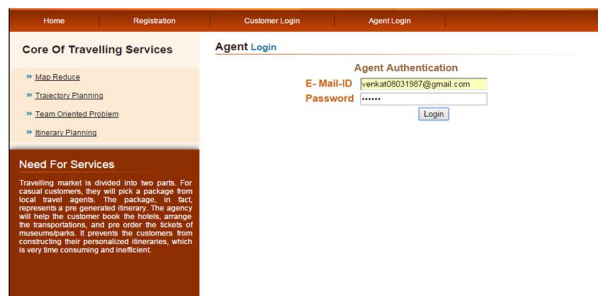 Home Registration Customer Login Agent Login
Core Of Travelling Services
» Map Reduce
» Trajectory Planning
» Team Oriented Problem
» Itinerary Planning
Need For Services
Travelling market is divided into two parts. For
casual customers, they will pick a package from
local travel agents. The package, in fact,
represents a pre generated itinerary. The agency
will help the customer book the hotels, arrange
the transportations, and pre order the tickets of
museums/parks. It prevents the customers from
constructing their personalized itineraries, which
is very time consuming and inefficient.
Agent Login
Agent Authentication
E- Mail-ID venkat08031987@gmail.com
Password ••••••
Login